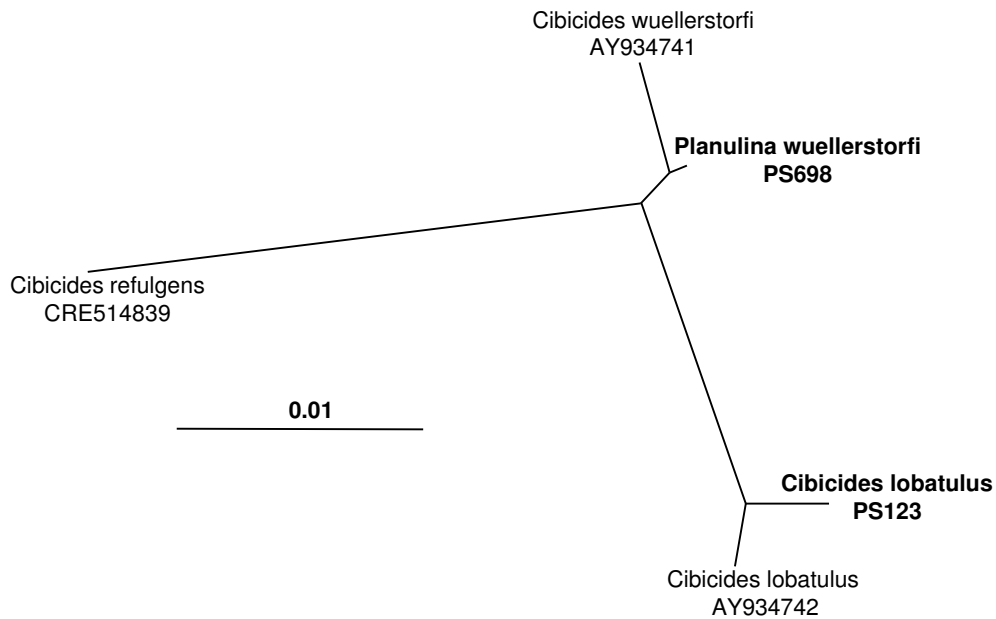 Cibicides wuellerstorfi
AY934741
Planulina wuellerstorfi
PS698
Cibicides refulgens
CRE514839
0.01
Cibicides lobatulus
PS123
Cibicides lobatulus
AY934742